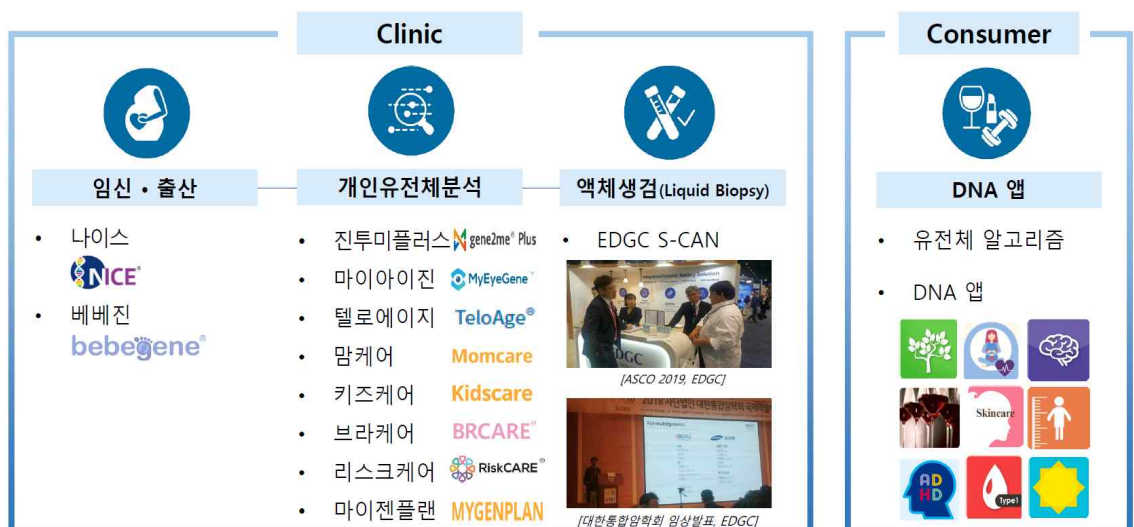 Clinic
임신 • 출산
• 나이스
NICE®
• 베베진
bebegene®
개인유전체분석
• 진투미플러스 gene2me® Plus
• 마이아이진 MyEyeGene™
• 텔로에이지 TeloAge®
• 맘케어 Momcare
• 키즈케어 Kidscare
• 브라케어 BRCARE®
• 리스크케어 RiskCARE®
• 마이젠플랜 MYGENPLAN
액체생검(Liquid Biopsy)
• EDGC S-CAN
EDGC
[ASCO 2019, EDGC]
[대한통합암학회 임상발표, EDGC]
Consumer
DNA 앱
• 유전체 알고리즘
• DNA 앱
Skincare
AD
HD
Type1